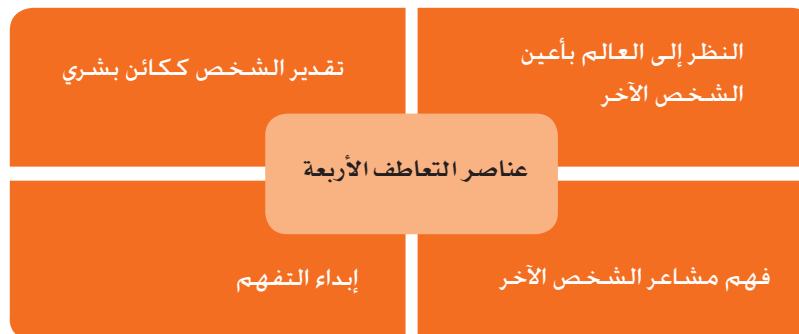 النظر إلى العالم بأعين
الشخص الآخر
تقدير الشخص ككائن بشري
عناصر التعاطف الأربعة
فهم مشاعر الشخص الآخر
إبداء التفهم